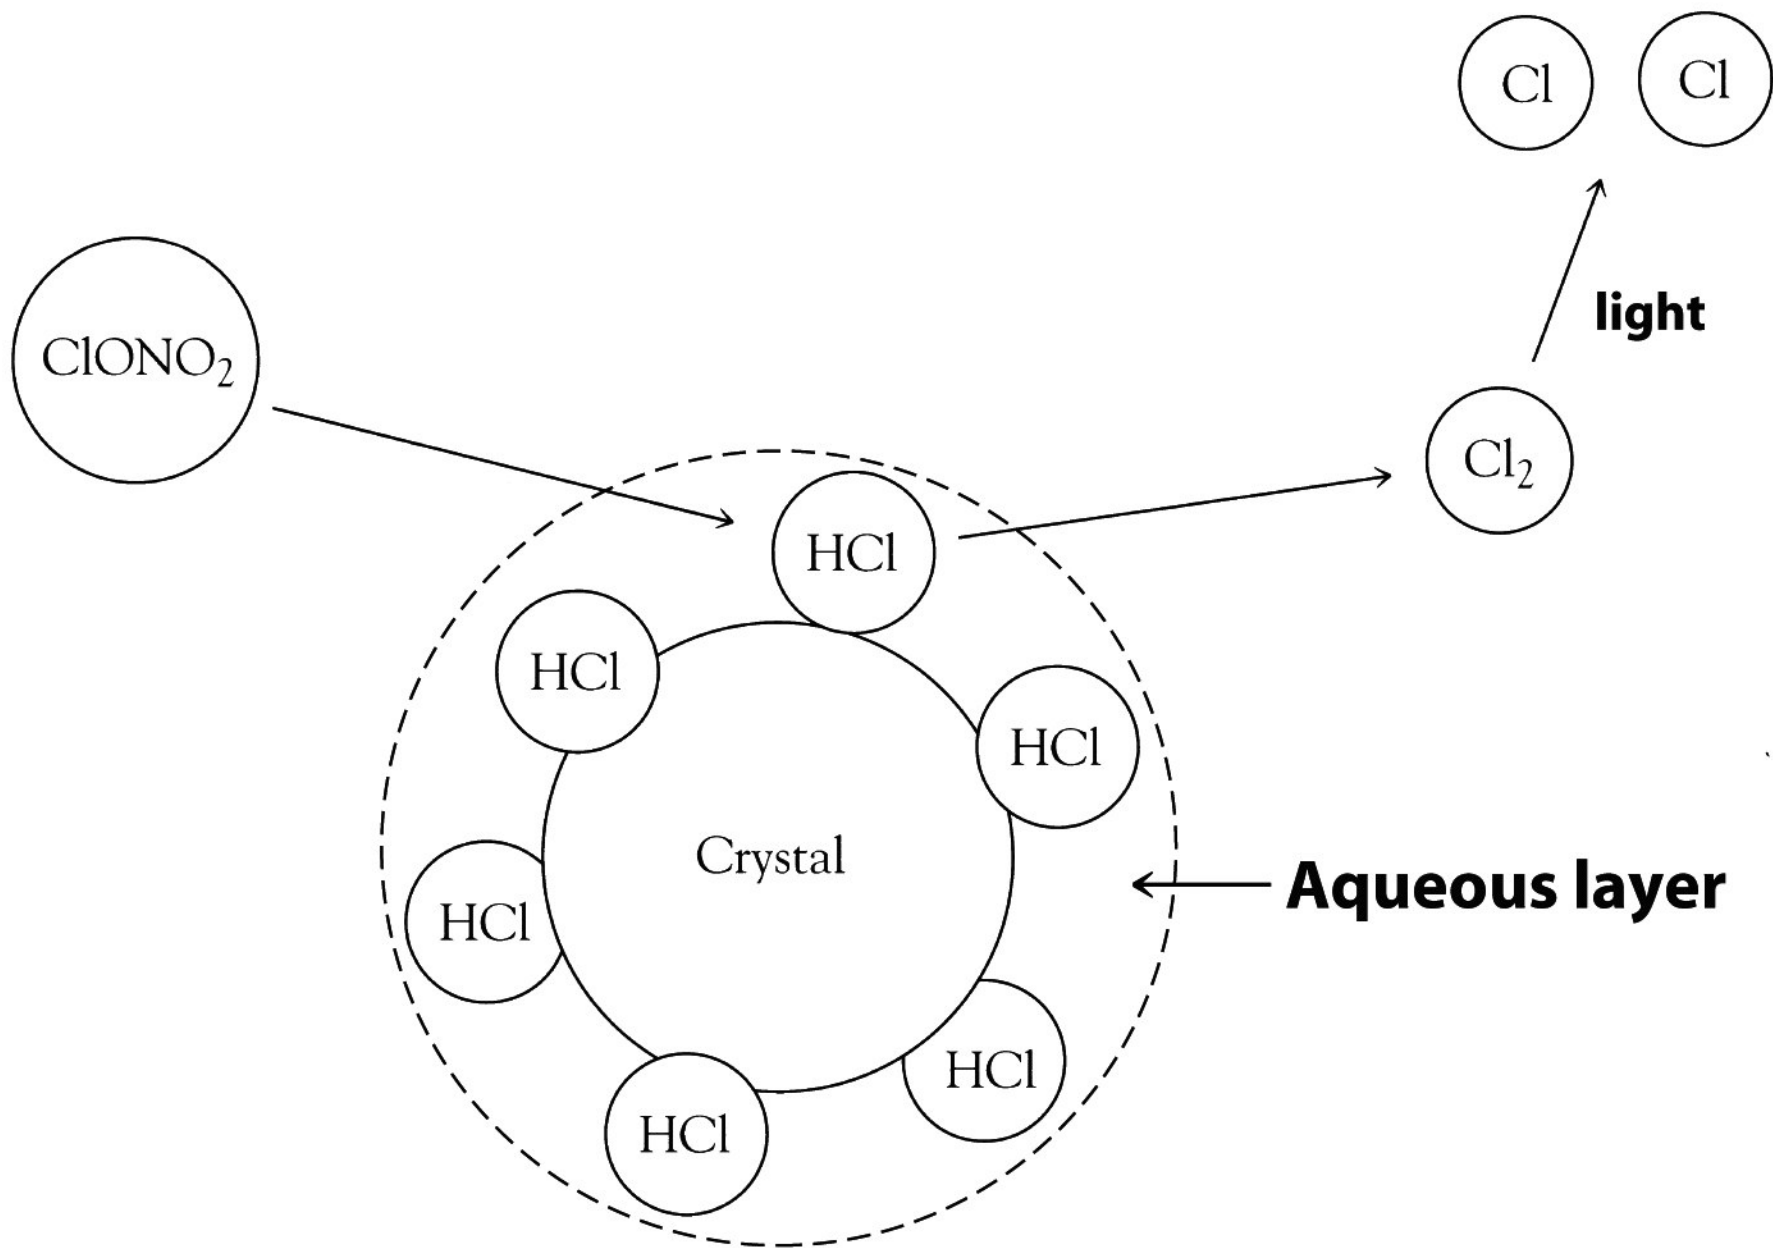 Cl Cl
light
ClONO₂
Cl₂
HCl
HCl
HCl
Crystal
Aqueous layer
HCl
HCl
HCl